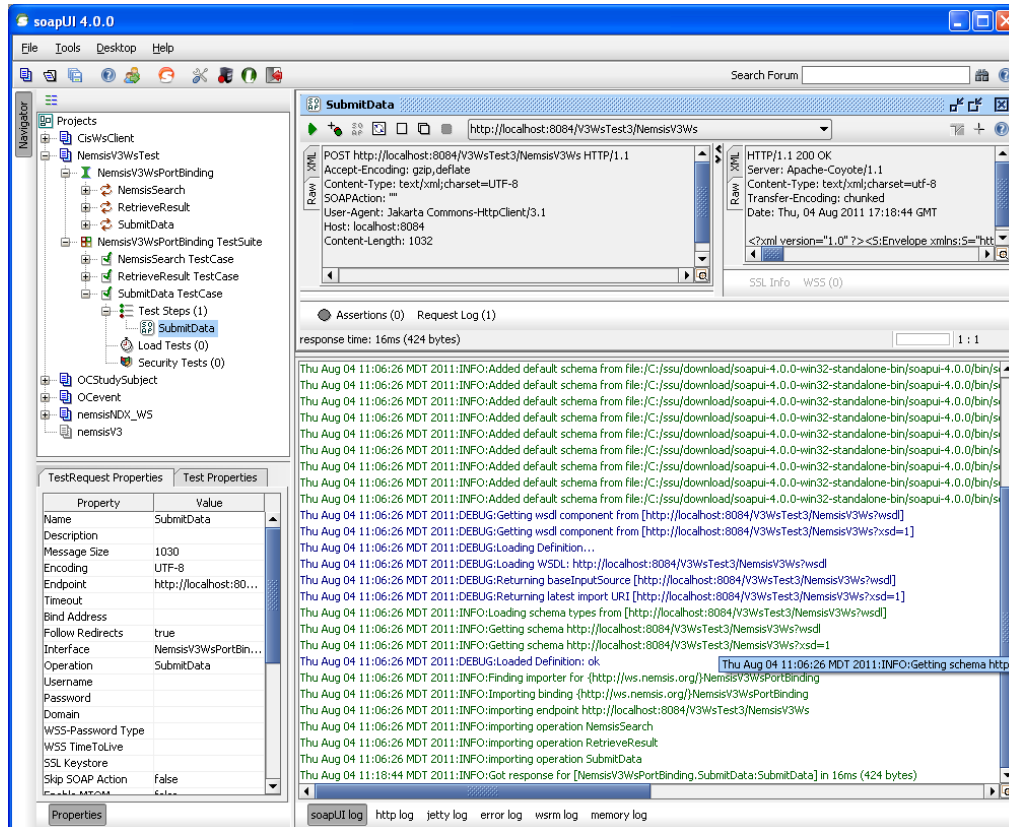 soapUI 4.0.0
File Tools Desktop Help
Search Forum
Navigator
Projects
CisWsClient
NemsisV3WsTest
NemsisV3WsPortBinding
NemsisSearch
RetrieveResult
SubmitData
NemsisV3WsPortBinding TestSuite
NemsisSearch TestCase
RetrieveResult TestCase
SubmitData TestCase
Test Steps (1)
SubmitData
Load Tests (0)
Security Tests (0)
OCStudySubject
OCevent
nemsisNDX_WS
nemsisV3
TestRequest Properties Test Properties
Property Value
Name SubmitData
Description
Message Size 1030
Encoding UTF-8
Endpoint http://localhost:80...
Timeout
Bind Address
Follow Redirects true
Interface NemsisV3WsPortBin...
Operation SubmitData
Username
Password
Domain
WSS-Password Type
WSS TimeToLive
SSL Keystore
Skip SOAP Action false
Enable MTOM false
Properties
SubmitData
http://localhost:8084/V3WsTest3/NemsisV3Ws
XML
Raw
POST http://localhost:8084/V3WsTest3/NemsisV3Ws HTTP/1.1
Accept-Encoding: gzip,deflate
Content-Type: text/xml;charset=UTF-8
SOAPAction: ""
User-Agent: Jakarta Commons-HttpClient/3.1
Host: localhost:8084
Content-Length: 1032
XML
Raw
HTTP/1.1 200 OK
Server: Apache-Coyote/1.1
Content-Type: text/xml;charset=utf-8
Transfer-Encoding: chunked
Date: Thu, 04 Aug 2011 17:18:44 GMT
<?xml version="1.0" ?><S:Envelope xmlns:S="htt
SSL Info WSS (0)
Assertions (0) Request Log (1)
response time: 16ms (424 bytes)
1 : 1
Thu Aug 04 11:06:26 MDT 2011:INFO:Added default schema from file:/C:/ssu/download/soapui-4.0.0-win32-standalone-bin/soapui-4.0.0/bin/s
Thu Aug 04 11:06:26 MDT 2011:INFO:Added default schema from file:/C:/ssu/download/soapui-4.0.0-win32-standalone-bin/soapui-4.0.0/bin/s
Thu Aug 04 11:06:26 MDT 2011:INFO:Added default schema from file:/C:/ssu/download/soapui-4.0.0-win32-standalone-bin/soapui-4.0.0/bin/s
Thu Aug 04 11:06:26 MDT 2011:INFO:Added default schema from file:/C:/ssu/download/soapui-4.0.0-win32-standalone-bin/soapui-4.0.0/bin/s
Thu Aug 04 11:06:26 MDT 2011:INFO:Added default schema from file:/C:/ssu/download/soapui-4.0.0-win32-standalone-bin/soapui-4.0.0/bin/s
Thu Aug 04 11:06:26 MDT 2011:INFO:Added default schema from file:/C:/ssu/download/soapui-4.0.0-win32-standalone-bin/soapui-4.0.0/bin/s
Thu Aug 04 11:06:26 MDT 2011:INFO:Added default schema from file:/C:/ssu/download/soapui-4.0.0-win32-standalone-bin/soapui-4.0.0/bin/s
Thu Aug 04 11:06:26 MDT 2011:INFO:Added default schema from file:/C:/ssu/download/soapui-4.0.0-win32-standalone-bin/soapui-4.0.0/bin/s
Thu Aug 04 11:06:26 MDT 2011:INFO:Added default schema from file:/C:/ssu/download/soapui-4.0.0-win32-standalone-bin/soapui-4.0.0/bin/s
Thu Aug 04 11:06:26 MDT 2011:DEBUG:Getting wsdl component from [http://localhost:8084/V3WsTest3/NemsisV3Ws?wsdl]
Thu Aug 04 11:06:26 MDT 2011:DEBUG:Getting wsdl component from [http://localhost:8084/V3WsTest3/NemsisV3Ws?xsd=1]
Thu Aug 04 11:06:26 MDT 2011:DEBUG:Loading Definition...
Thu Aug 04 11:06:26 MDT 2011:DEBUG:Loading WSDL: http://localhost:8084/V3WsTest3/NemsisV3Ws?wsdl
Thu Aug 04 11:06:26 MDT 2011:DEBUG:Returning baseInputSource [http://localhost:8084/V3WsTest3/NemsisV3Ws?wsdl]
Thu Aug 04 11:06:26 MDT 2011:DEBUG:Returning latest import URI [http://localhost:8084/V3WsTest3/NemsisV3Ws?xsd=1]
Thu Aug 04 11:06:26 MDT 2011:INFO:Loading schema types from [http://localhost:8084/V3WsTest3/NemsisV3Ws?wsdl]
Thu Aug 04 11:06:26 MDT 2011:INFO:Getting schema http://localhost:8084/V3WsTest3/NemsisV3Ws?wsdl
Thu Aug 04 11:06:26 MDT 2011:INFO:Getting schema http://localhost:8084/V3WsTest3/NemsisV3Ws?xsd=1
Thu Aug 04 11:06:26 MDT 2011:DEBUG:Loaded Definition: ok
Thu Aug 04 11:06:26 MDT 2011:INFO:Getting schema http
Thu Aug 04 11:06:26 MDT 2011:INFO:Finding importer for {http://ws.nemsis.org/}NemsisV3WsPortBinding
Thu Aug 04 11:06:26 MDT 2011:INFO:Importing binding {http://ws.nemsis.org/}NemsisV3WsPortBinding
Thu Aug 04 11:06:26 MDT 2011:INFO:importing endpoint http://localhost:8084/V3WsTest3/NemsisV3Ws
Thu Aug 04 11:06:26 MDT 2011:INFO:importing operation NemsisSearch
Thu Aug 04 11:06:26 MDT 2011:INFO:importing operation RetrieveResult
Thu Aug 04 11:06:26 MDT 2011:INFO:importing operation SubmitData
Thu Aug 04 11:18:44 MDT 2011:INFO:Got response for [NemsisV3WsPortBinding.SubmitData:SubmitData] in 16ms (424 bytes)
soapUI log http log jetty log error log wsrm log memory log